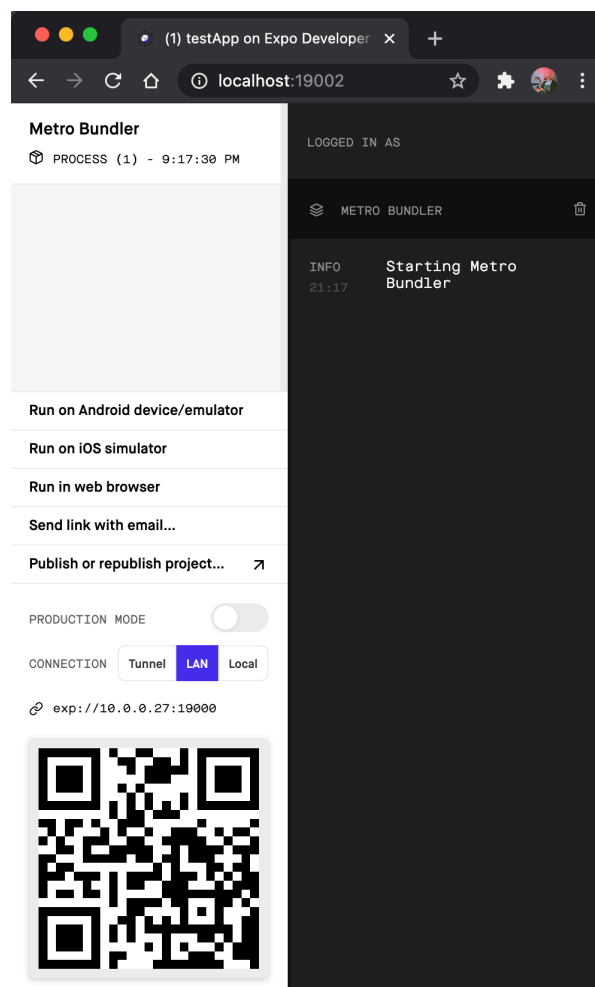 (1) testApp on Expo Developer
localhost:19002
Metro Bundler
PROCESS (1) - 9:17:30 PM
Run on Android device/emulator
Run on iOS simulator
Run in web browser
Send link with email...
Publish or republish project...
PRODUCTION MODE
CONNECTION Tunnel LAN Local
exp://10.0.0.27:19000
LOGGED IN AS
METRO BUNDLER
INFO
21:17
Starting Metro
Bundler